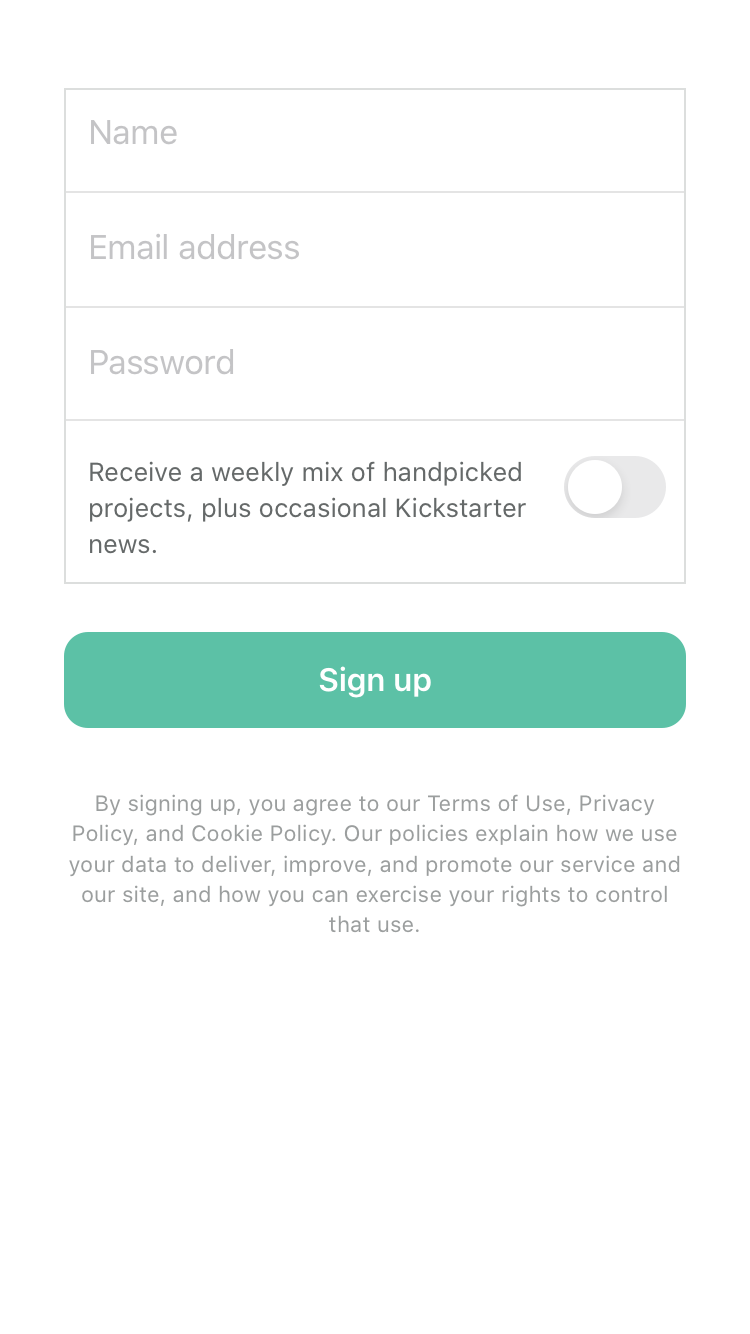 Name
Email address
Password
Receive a weekly mix of handpicked
projects, plus occasional Kickstarter
news.
Sign up
By signing up, you agree to our Terms of Use, Privacy
Policy, and Cookie Policy. Our policies explain how we use
your data to deliver, improve, and promote our service and
our site, and how you can exercise your rights to control
that use.